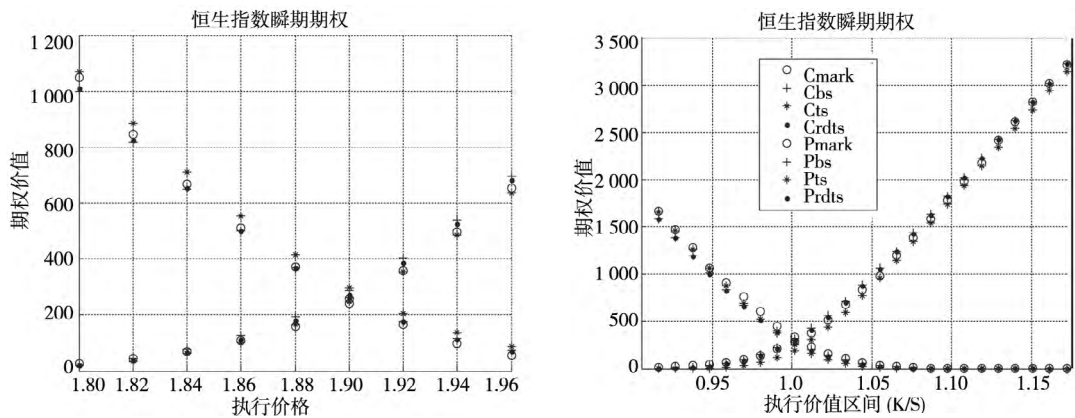 恒生指数瞬期期权
1 200
1 000
800
600
400
200
0
期权价值
1.80 1.82 1.84 1.86 1.88 1.90 1.92 1.94 1.96
执行价格
恒生指数瞬期期权
3 500
3 000
2 500
2 000
1 500
1 000
500
0
期权价值
Cmark
Cbs
Cts
Crdts
Pmark
Pbs
Pts
Prdts
0.95 1.0 1.05 1.10 1.15
执行价值区间 (K/S)